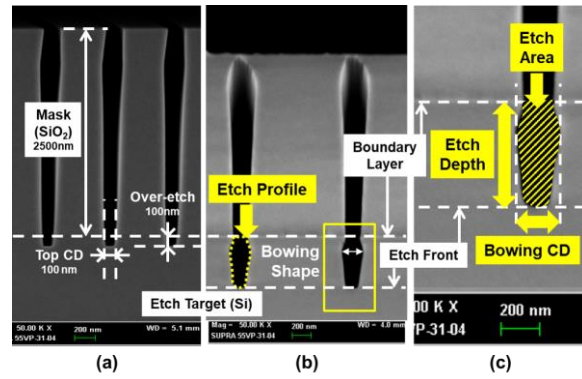 Mask
(SiO₂)
2500nm
Over-etch
100nm
Top CD
100 nm
Etch Target (Si)
50.00 K X
200 nm
WD = 5.1 mm
55VP-31-04
(a)
Etch Profile
Bowing
Shape
Boundary
Layer
Etch Front
Mag = 50.00 K X
200 nm
WD = 4.0 mm
SUPRA 55VP-31-04
(b)
Etch
Area
Etch
Depth
Bowing CD
.00 K X
200 nm
55VP-31-04
(c)